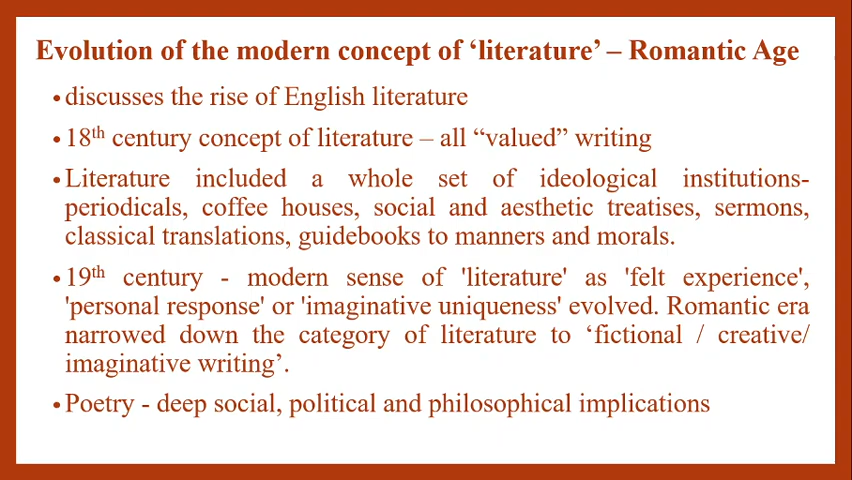 Evolution of the modern concept of ‘literature’ – Romantic Age
• discusses the rise of English literature
• 18th century concept of literature – all “valued” writing
• Literature included a whole set of ideological institutions-
periodicals, coffee houses, social and aesthetic treatises, sermons,
classical translations, guidebooks to manners and morals.
• 19th century - modern sense of 'literature' as 'felt experience',
'personal response' or 'imaginative uniqueness' evolved. Romantic era
narrowed down the category of literature to ‘fictional / creative/
imaginative writing’.
• Poetry - deep social, political and philosophical implications